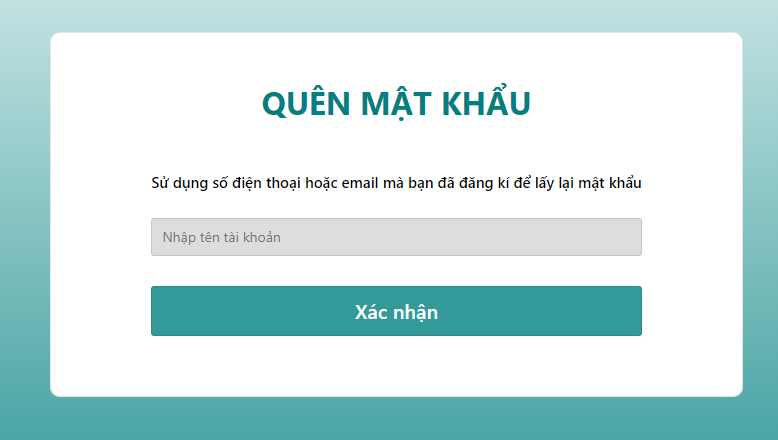 QUÊN MẬT KHẨU
Sử dụng số điện thoại hoặc email mà bạn đã đăng kí để lấy lại mật khẩu
Nhập tên tài khoản
Xác nhận